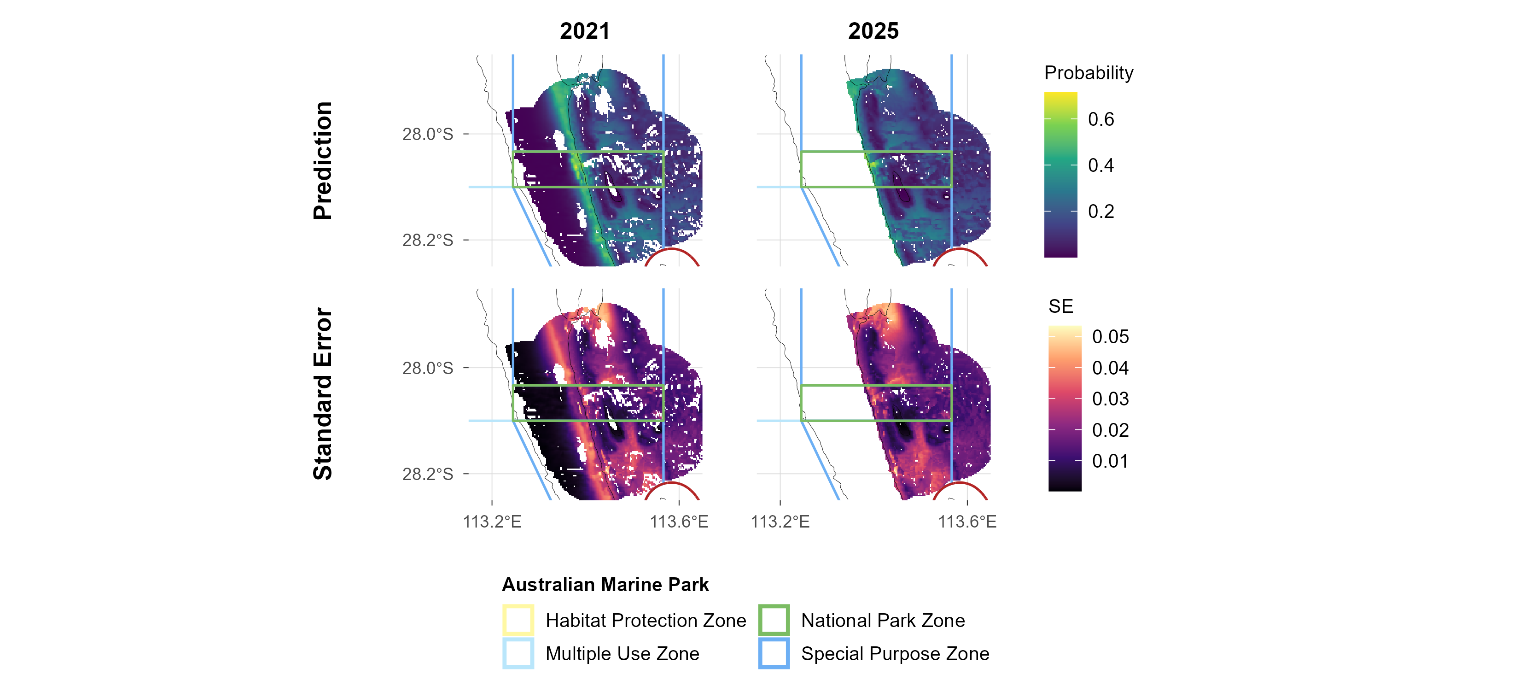 2021 2025
Prediction
28.0°S
28.2°S
Probability
0.6
0.4
0.2
Standard Error
28.0°S
28.2°S
SE
0.05
0.04
0.03
0.02
0.01
113.2°E 113.6°E 113.2°E 113.6°E
Australian Marine Park
Habitat Protection Zone National Park Zone
Multiple Use Zone Special Purpose Zone